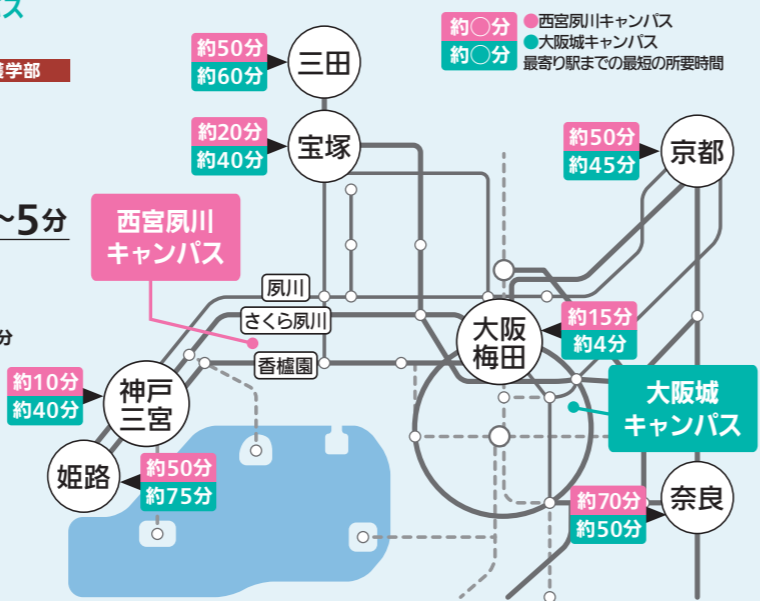 ス
学部
～5分
分
約〇分
●西宮夙川キャンパス
約〇分
●大阪城キャンパス
最寄り駅までの最短の所要時間
約50分
約60分
三田
約20分
約40分
宝塚
約50分
約45分
京都
西宮夙川
キャンパス
夙川
さくら夙川
香櫨園
大阪
梅田
約15分
約4分
大阪城
キャンパス
約10分
約40分
神戸
三宮
姫路
約50分
約75分
約70分
約50分
奈良